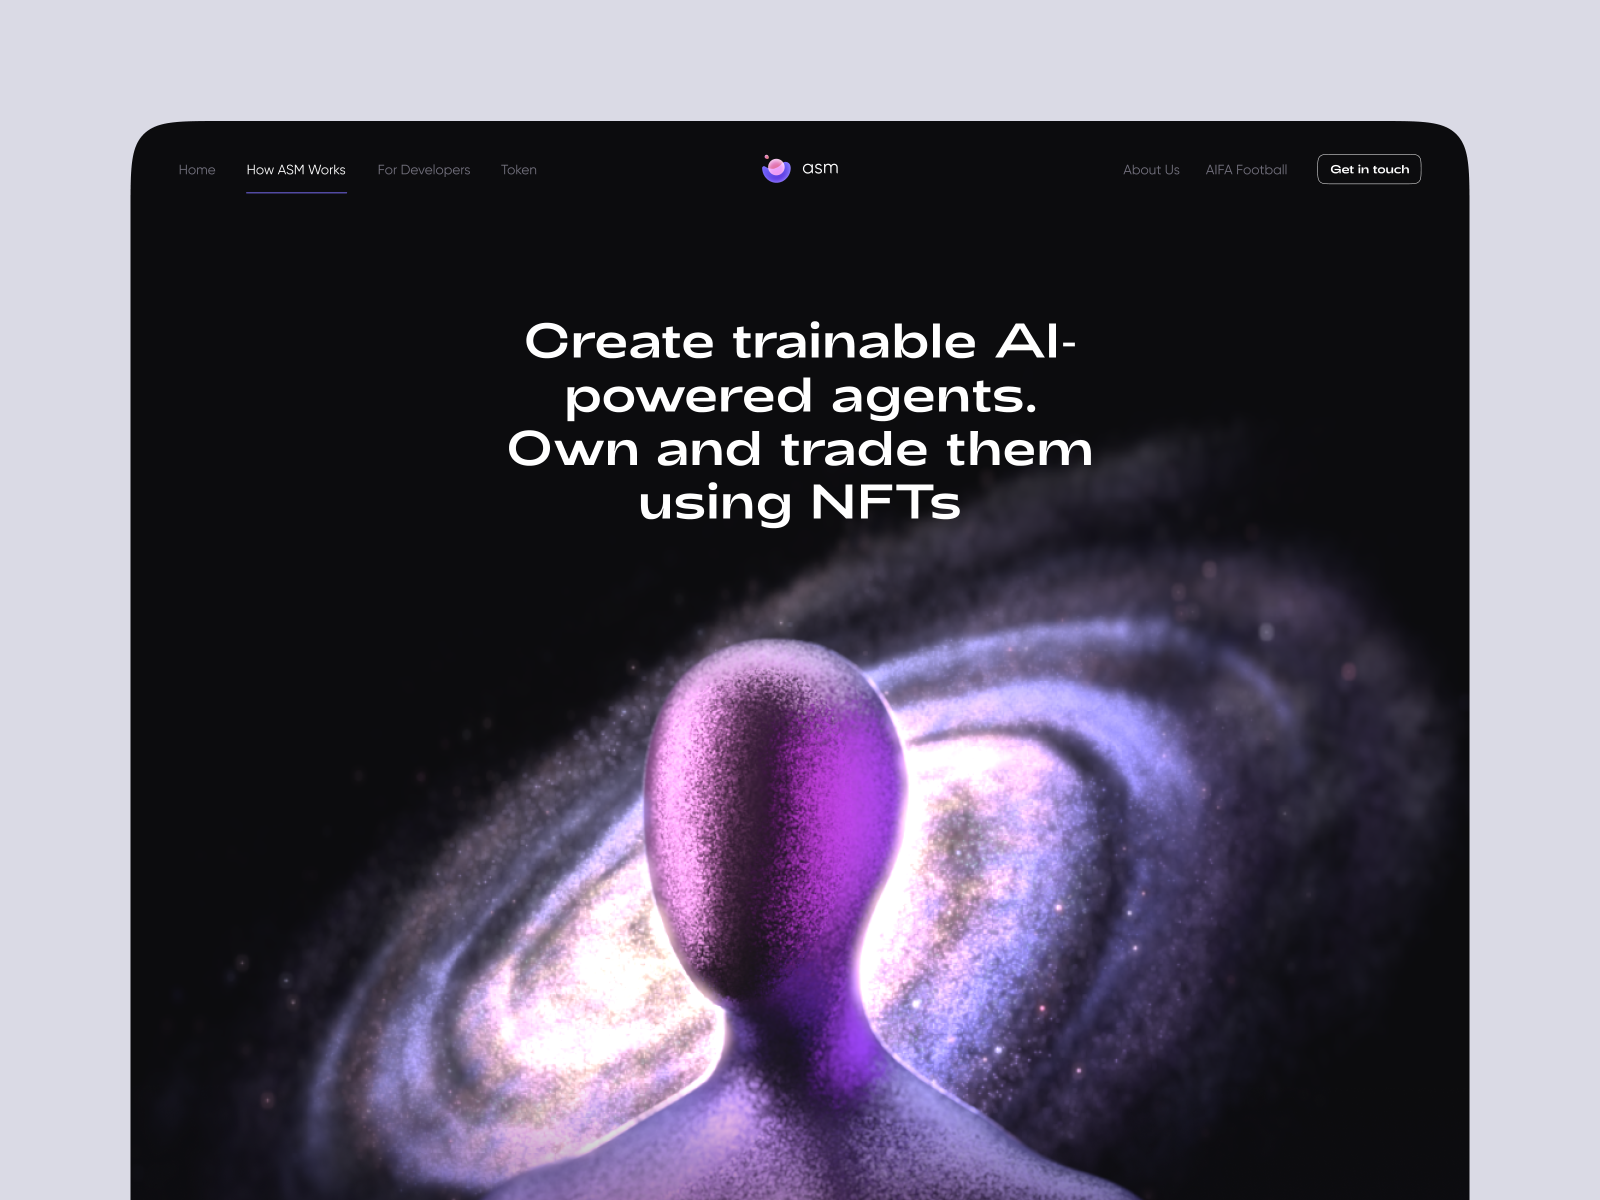 Home How ASM Works For Developers Token asm About Us AIFA Football Get in touch
Create trainable AI-
powered agents.
Own and trade them
using NFTs